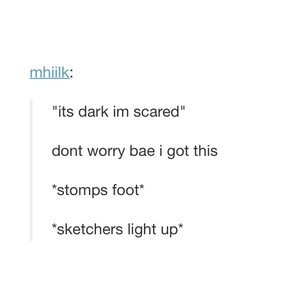 mhiilk:
"its dark im scared"
dont worry bae i got this
*stomps foot*
*sketchers light up*